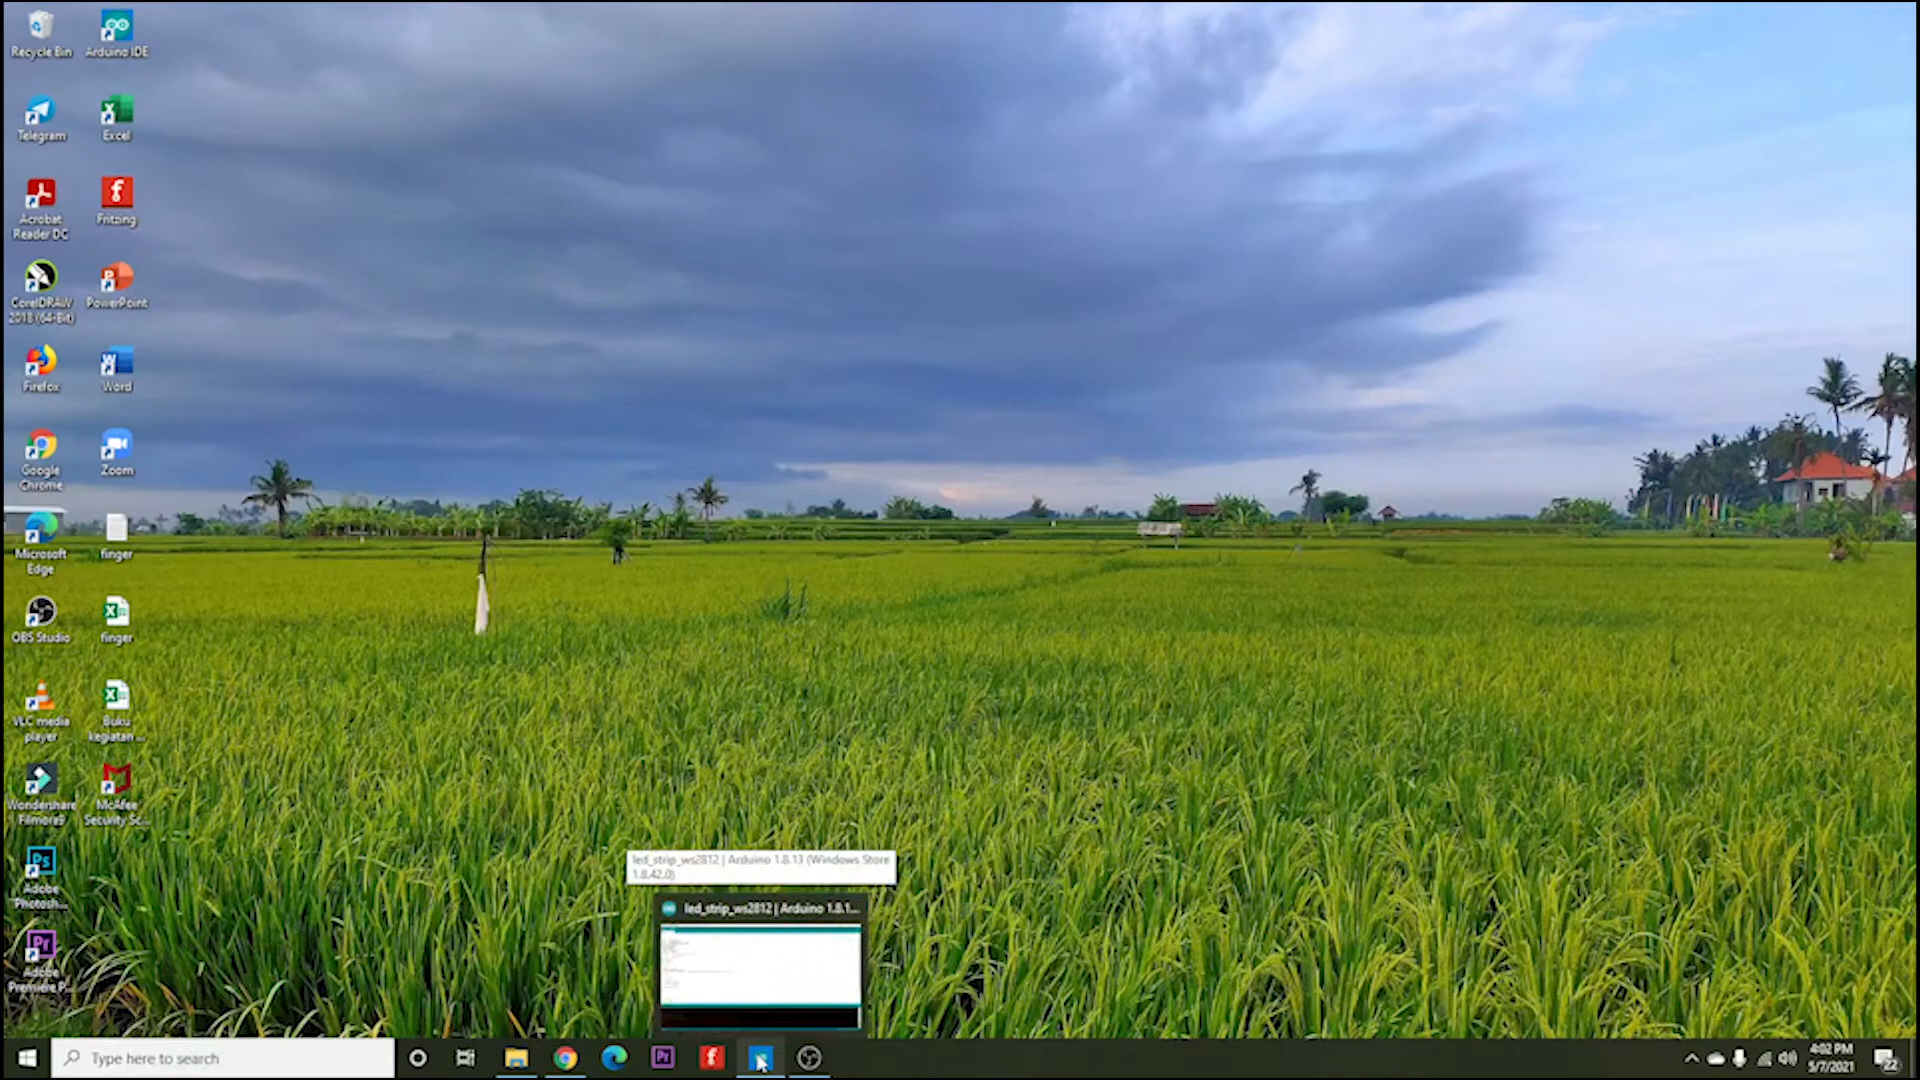 Recycle Bin
Arduino IDE
Telegram
Excel
Acrobat
Reader DC
Fritzing
CorelDRAW
2018 (64-Bit)
PowerPoint
Firefox
Word
Google
Chrome
Zoom
Microsoft
Edge
finger
OBS Studio
finger
VLC media
player
Buku
kegiatan ...
Wondershare
Filmora9
McAfee
Security Sc...
Adobe
Photosh...
Adobe
Premiere P...
led_strip_ws2812 | Arduino 1.8.13 (Windows Store
1.8.42.0)
led_strip_ws2812 | Arduino 1.8.1...
Type here to search
4:02 PM
5/7/2021
22